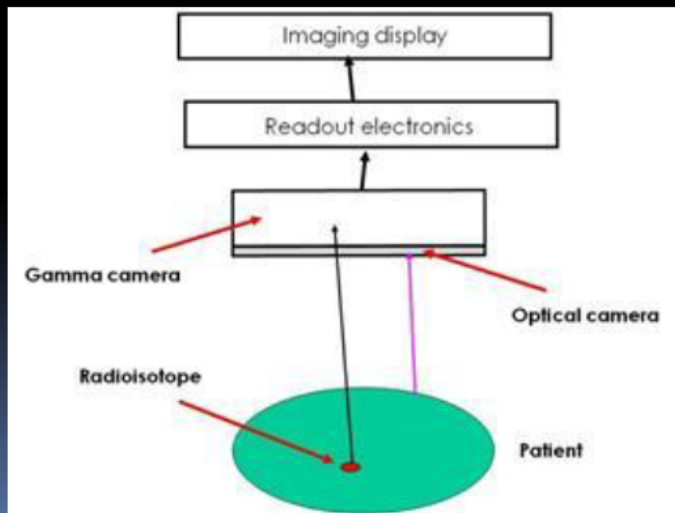 Imaging display
Readout electronics
Gamma camera
Optical camera
Radioisotope
Patient